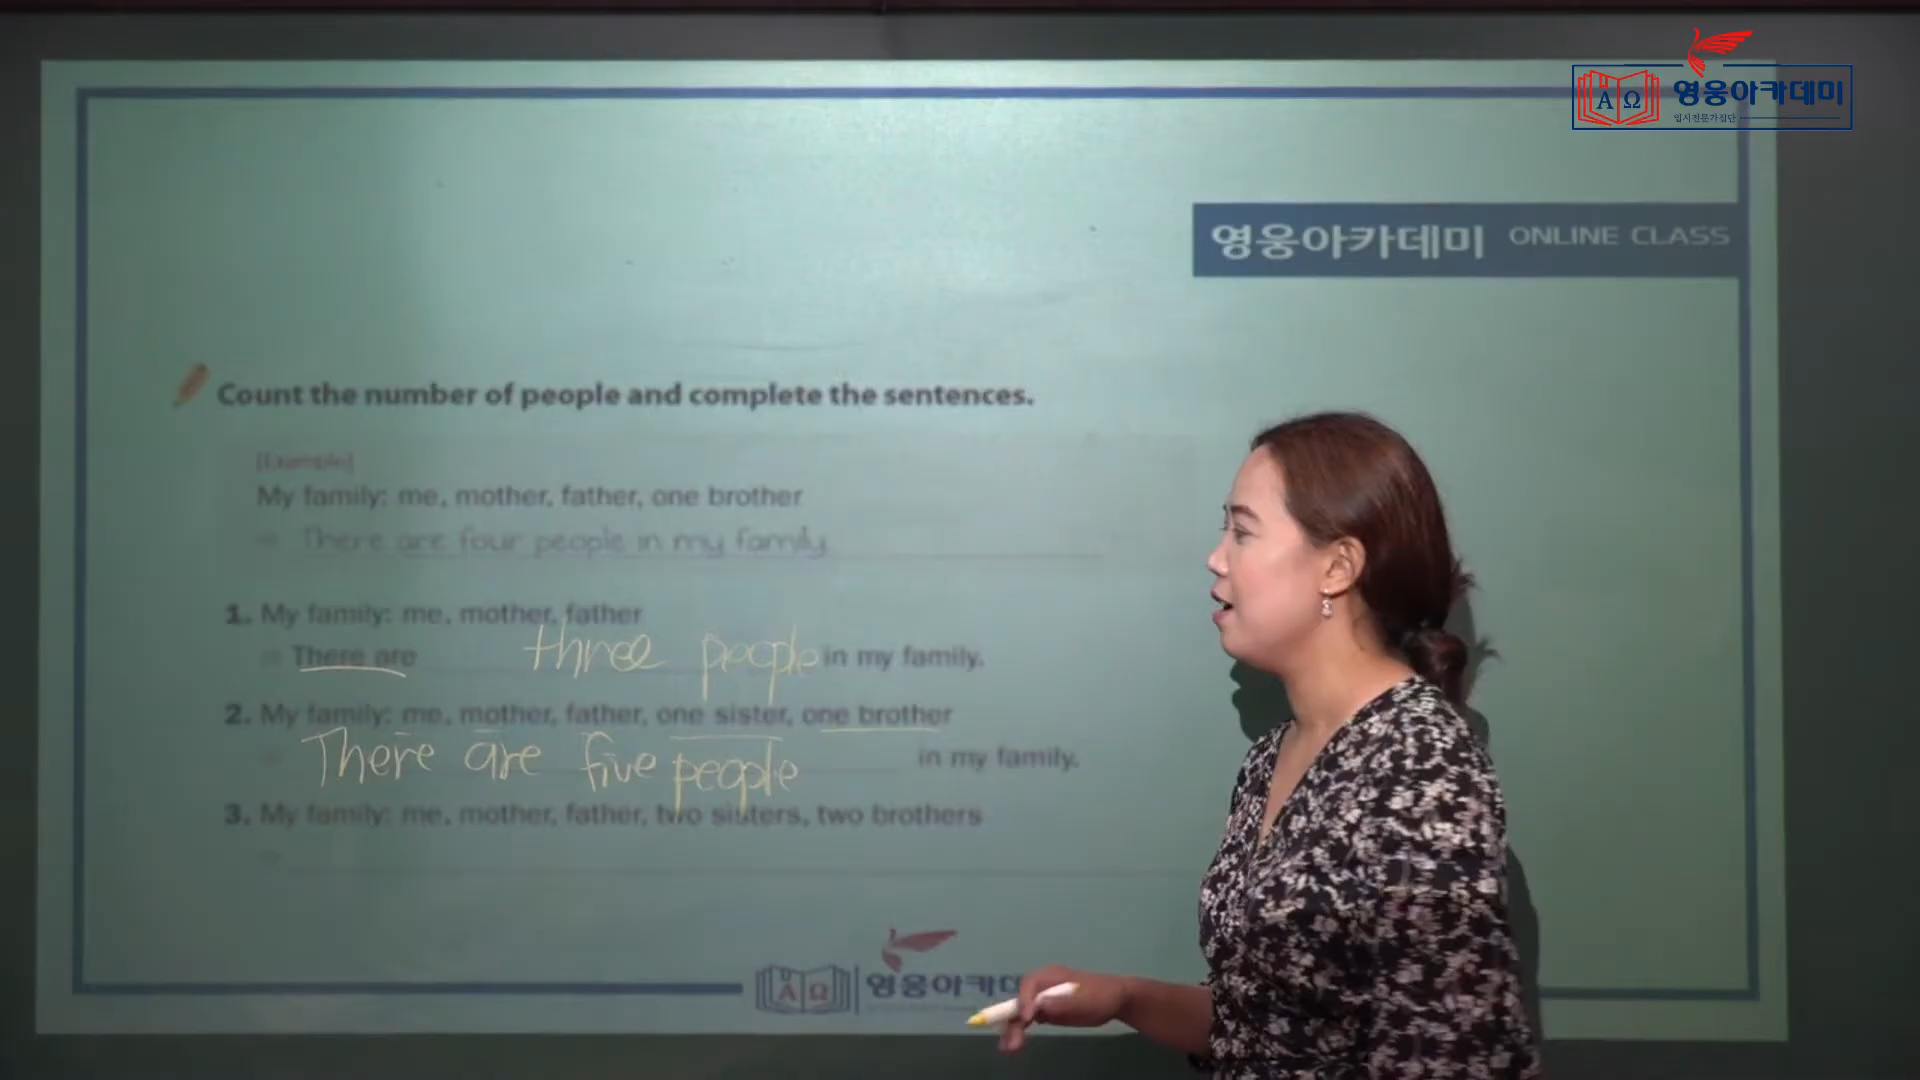 영웅아카데미
입시전문가집단
영웅아카데미 ONLINE CLASS
Count the number of people and complete the sentences.
[Example]
My family: me, mother, father, one brother
There are four people in my family
1. My family: me, mother, father
There are three people in my family.
2. My family: me, mother, father, one sister, one brother
There are five people in my family.
3. My family: me, mother, father, two sisters, two brothers
A Ω 영웅아카데